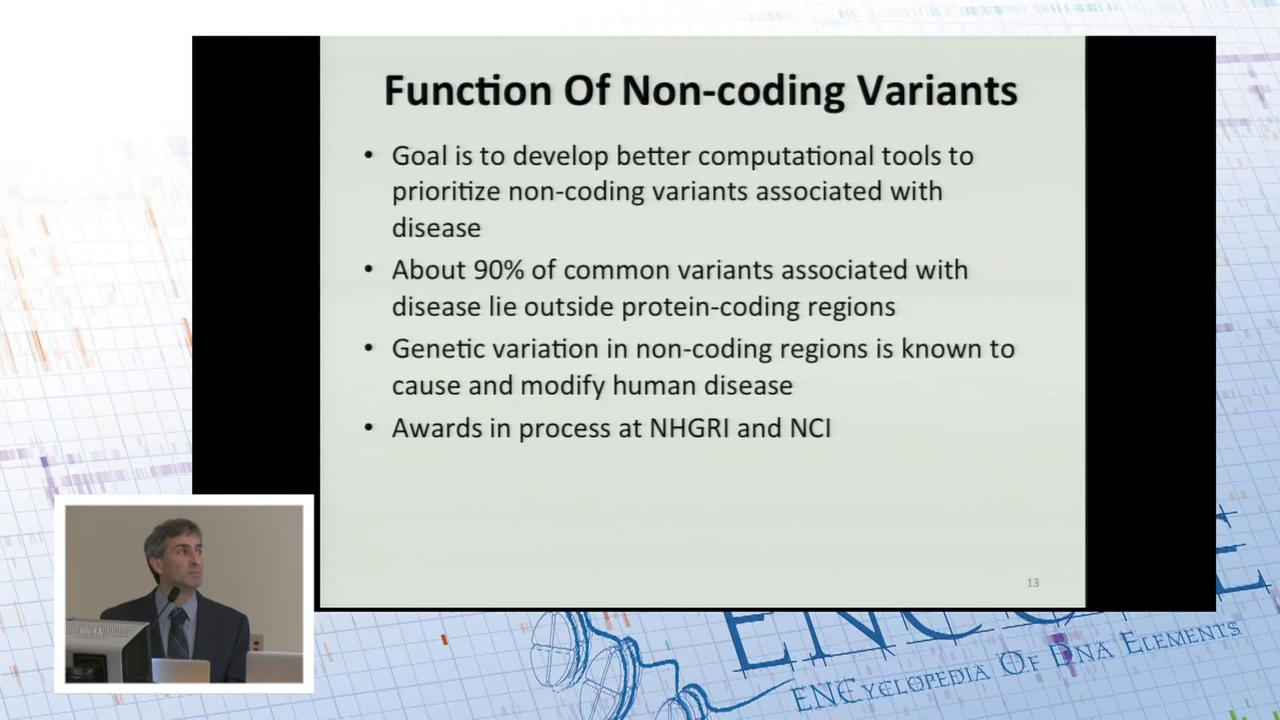 Function Of Non-coding Variants
• Goal is to develop better computational tools to
prioritize non-coding variants associated with
disease
• About 90% of common variants associated with
disease lie outside protein-coding regions
• Genetic variation in non-coding regions is known to
cause and modify human disease
• Awards in process at NHGRI and NCI
13
ENCYCLOPEDIA OF DNA ELEMENTS